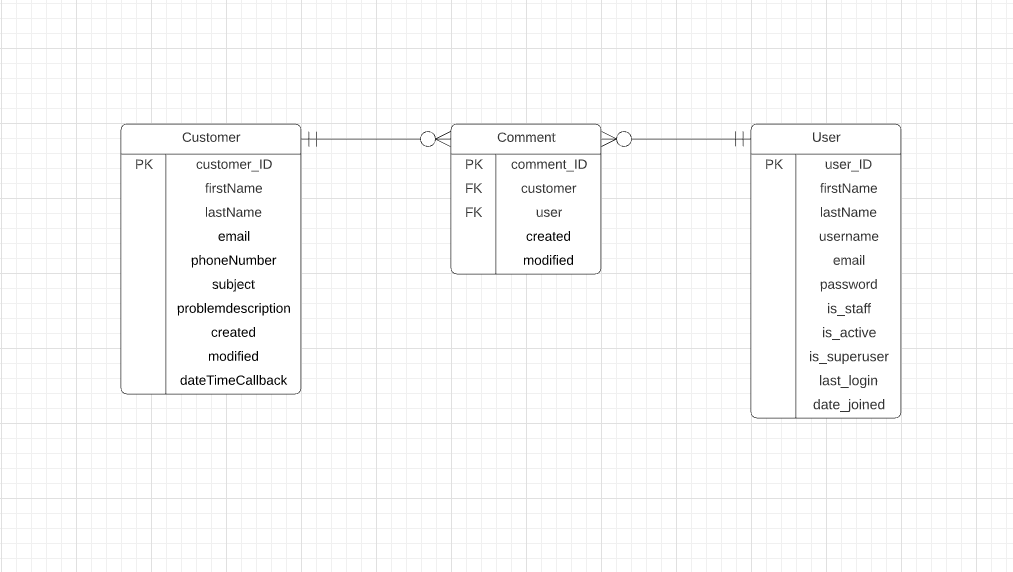 Customer
PK customer_ID
firstName
lastName
email
phoneNumber
subject
problemdescription
created
modified
dateTimeCallback
Comment
PK comment_ID
FK customer
FK user
created
modified
User
PK user_ID
firstName
lastName
username
email
password
is_staff
is_active
is_superuser
last_login
date_joined